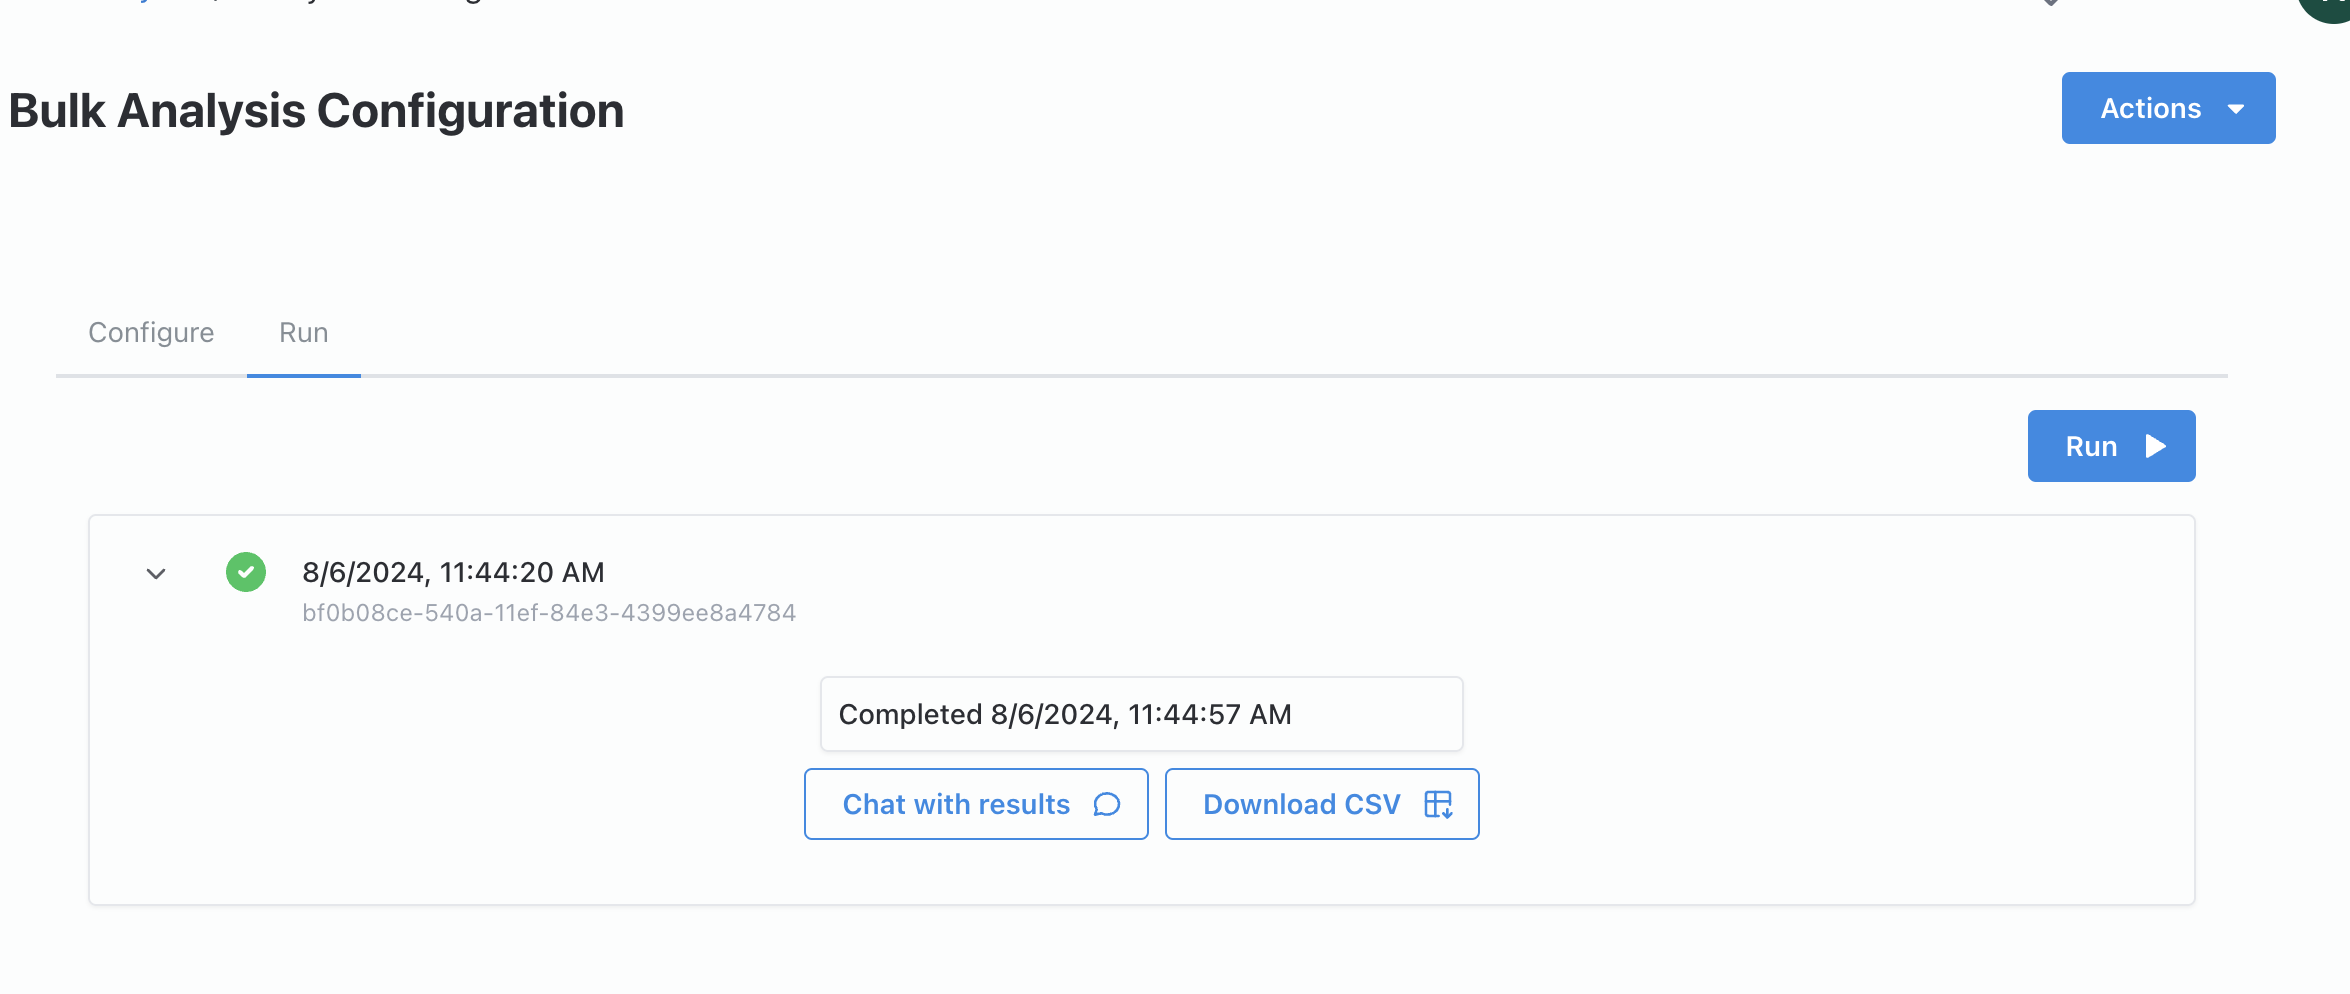 Bulk Analysis Configuration
Actions
Configure
Run
Run
8/6/2024, 11:44:20 AM
bf0b08ce-540a-11ef-84e3-4399ee8a4784
Completed 8/6/2024, 11:44:57 AM
Chat with results
Download CSV